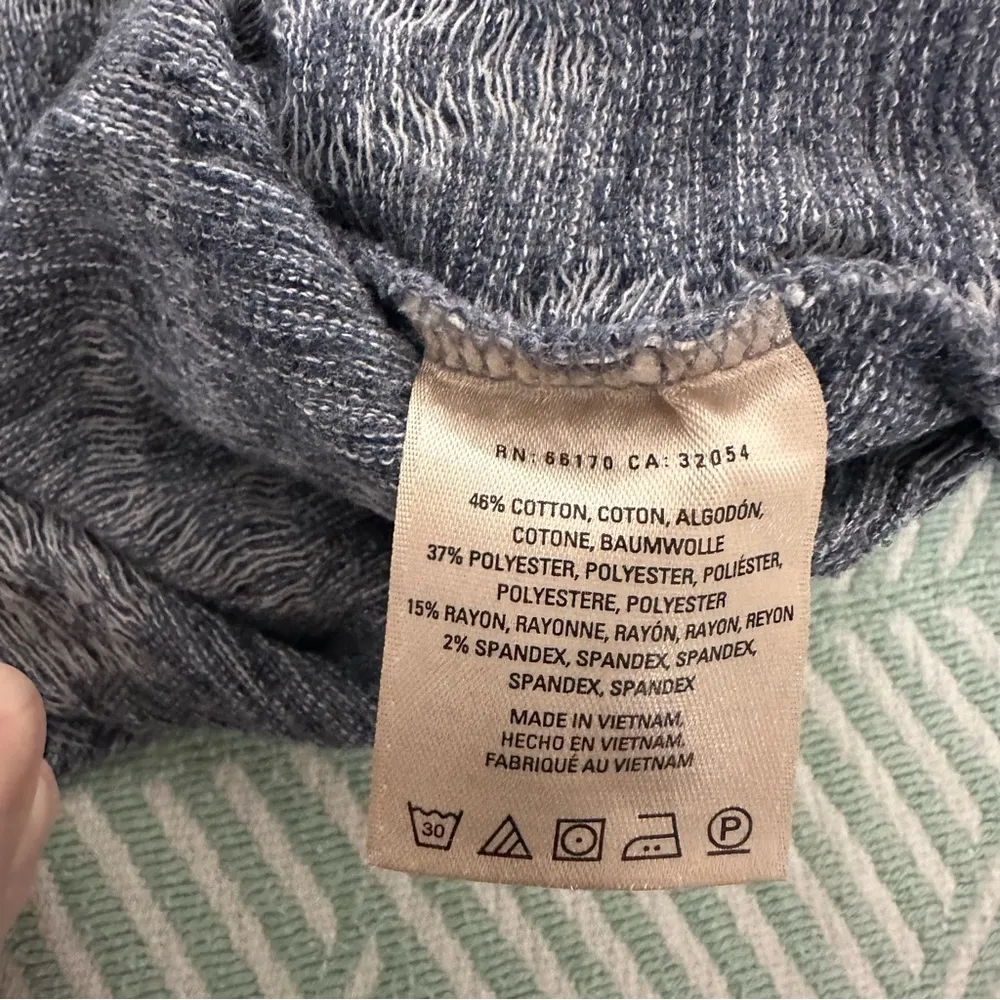 RN: 66170 CA: 32054
46% COTTON, COTON, ALGODÓN,
COTONE, BAUMWOLLE
37% POLYESTER, POLYESTER, POLIÉSTER,
POLYESTERE, POLYESTER
15% RAYON, RAYONNE, RAYÓN, RAYON, REYON
2% SPANDEX, SPANDEX, SPANDEX,
SPANDEX, SPANDEX
MADE IN VIETNAM,
HECHO EN VIETNAM,
FABRIQUÉ AU VIETNAM
30 P